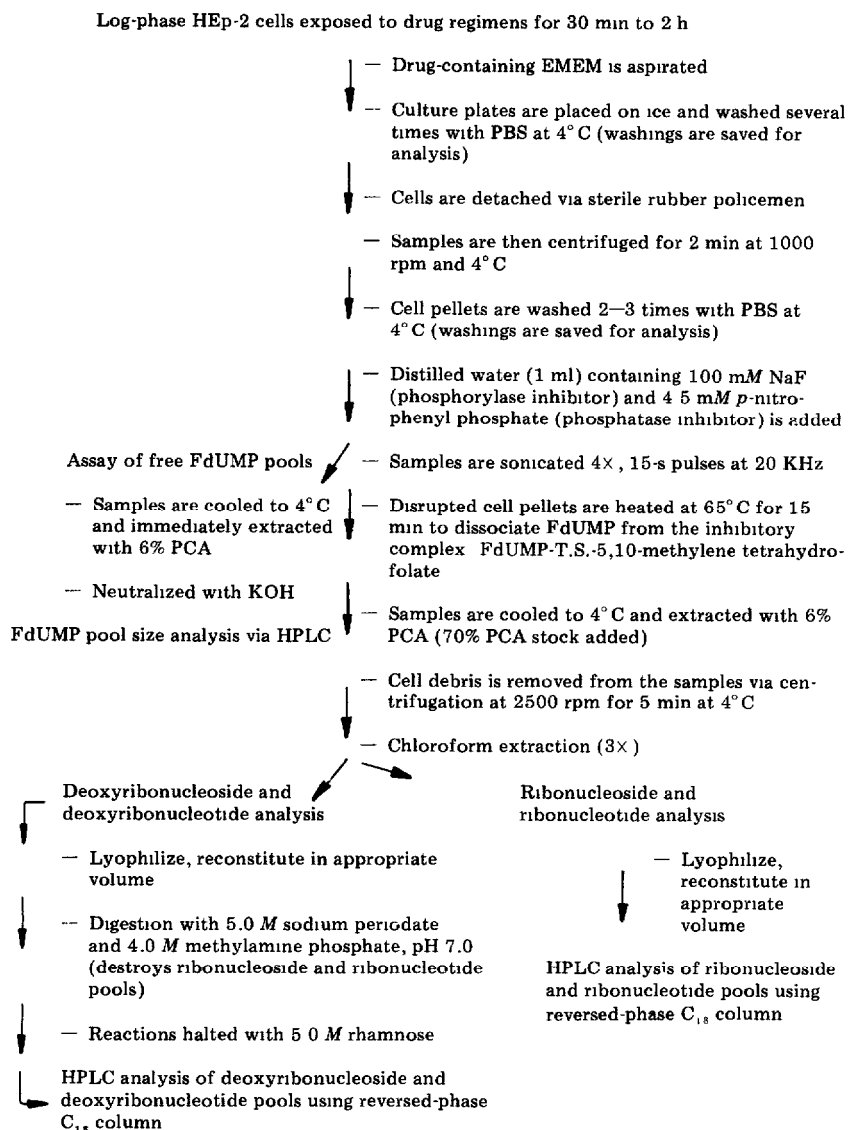 Log-phase HEp-2 cells exposed to drug regimens for 30 min to 2 h
— Drug-containing EMEM is aspirated
— Culture plates are placed on ice and washed several
times with PBS at 4°C (washings are saved for
analysis)
— Cells are detached via sterile rubber policemen
— Samples are then centrifuged for 2 min at 1000
rpm and 4°C
— Cell pellets are washed 2—3 times with PBS at
4°C (washings are saved for analysis)
— Distilled water (1 ml) containing 100 mM NaF
(phosphorylase inhibitor) and 4 5 mM p-nitro-
phenyl phosphate (phosphatase inhibitor) is added
— Samples are sonicated 4×, 15-s pulses at 20 KHz
Assay of free FdUMP pools
— Samples are cooled to 4°C
and immediately extracted
with 6% PCA
— Neutralized with KOH
FdUMP pool size analysis via HPLC
— Disrupted cell pellets are heated at 65°C for 15
min to dissociate FdUMP from the inhibitory
complex FdUMP-T.S.-5,10-methylene tetrahydro-
folate
— Samples are cooled to 4°C and extracted with 6%
PCA (70% PCA stock added)
— Cell debris is removed from the samples via cen-
trifugation at 2500 rpm for 5 min at 4°C
— Chloroform extraction (3×)
Deoxyribonucleoside and
deoxyribonucleotide analysis
— Lyophilize, reconstitute in appropriate
volume
— Digestion with 5.0 M sodium periodate
and 4.0 M methylamine phosphate, pH 7.0
(destroys ribonucleoside and ribonucleotide
pools)
— Reactions halted with 5 0 M rhamnose
HPLC analysis of deoxyribonucleoside and
deoxyribonucleotide pools using reversed-phase
C₁₈ column
Ribonucleoside and
ribonucleotide analysis
— Lyophilize,
reconstitute in
appropriate
volume
HPLC analysis of ribonucleoside
and ribonucleotide pools using
reversed-phase C₁₈ column